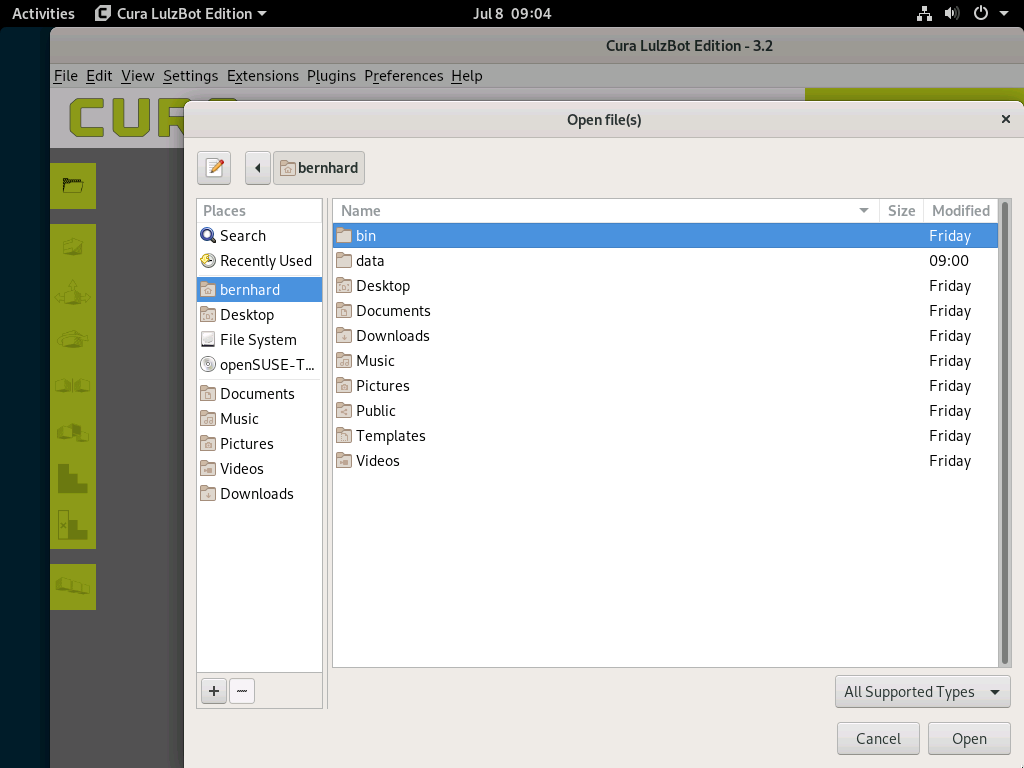 Activities Cura LulzBot Edition Jul 8 09:04
Cura LulzBot Edition - 3.2
File Edit View Settings Extensions Plugins Preferences Help
Open file(s)
bernhard
Places
Search
Recently Used
bernhard
Desktop
File System
openSUSE-T...
Documents
Music
Pictures
Videos
Downloads
Name Size Modified
bin Friday
data 09:00
Desktop Friday
Documents Friday
Downloads Friday
Music Friday
Pictures Friday
Public Friday
Templates Friday
Videos Friday
All Supported Types
Cancel Open